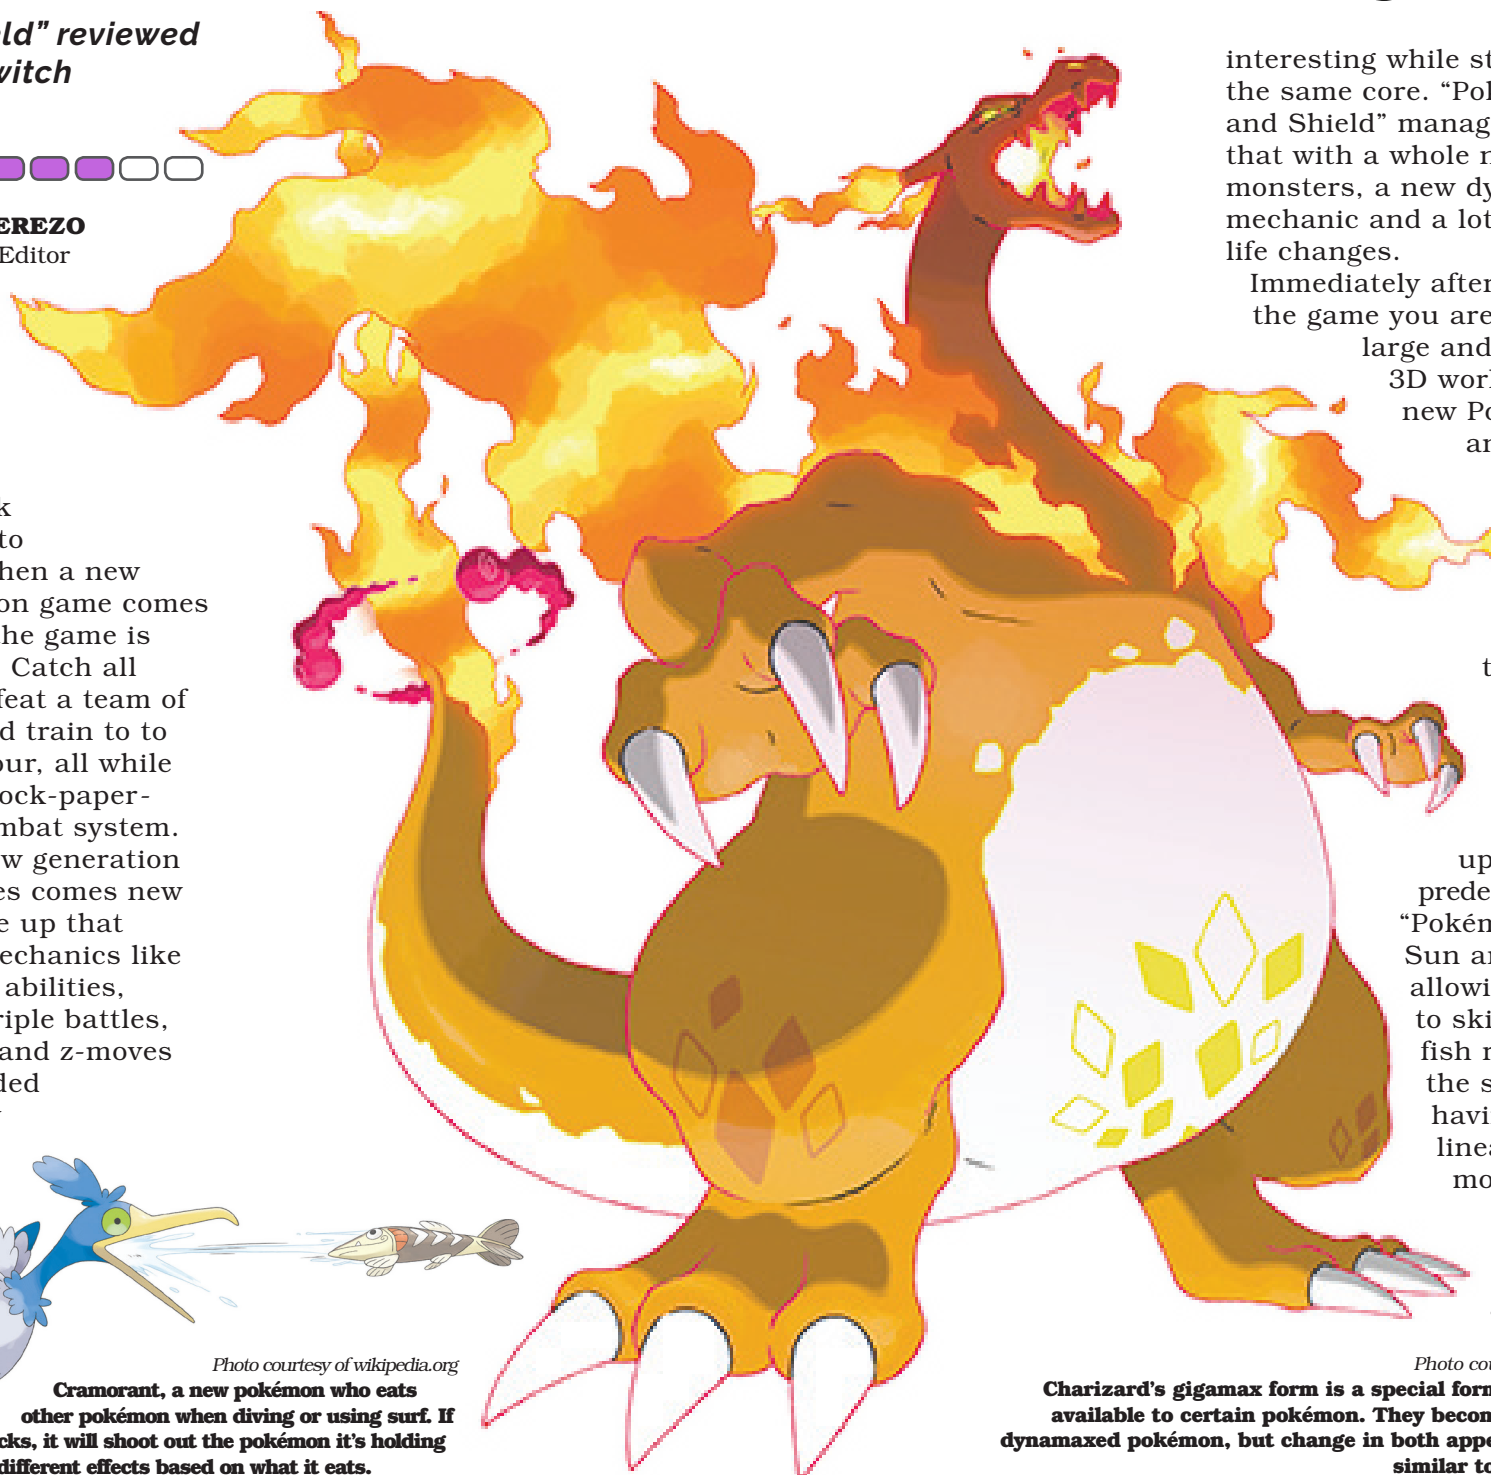 ld” reviewed
witch
EREZO
Editor
k
to
hen a new
on game comes
the game is
Catch all
feat a team of
d train to to
our, all while
ock-paper-
mbat system.
w generation
es comes new
e up that
echanics like
abilities,
riple battles,
and z-moves
ded
Photo courtesy of wikipedia.org
Cramorant, a new pokémon who eats
other pokémon when diving or using surf. If
cks, it will shoot out the pokémon it’s holding
different effects based on what it eats.
interesting while st
the same core. “Pol
and Shield” manag
that with a whole n
monsters, a new dy
mechanic and a lot
life changes.
Immediately after
the game you are
large and
3D worl
new Po
an
t
up
prede
“Pokém
Sun an
allowi
to ski
fish r
the s
havi
linea
mo
Photo cou
Charizard’s gigamax form is a special form
available to certain pokémon. They becom
dynamaxed pokémon, but change in both appe
similar to